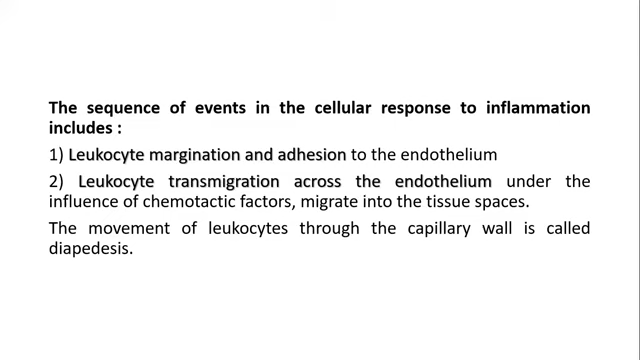 The sequence of events in the cellular response to inflammation
includes :
1) Leukocyte margination and adhesion to the endothelium
2) Leukocyte transmigration across the endothelium under the
influence of chemotactic factors, migrate into the tissue spaces.
The movement of leukocytes through the capillary wall is called
diapedesis.